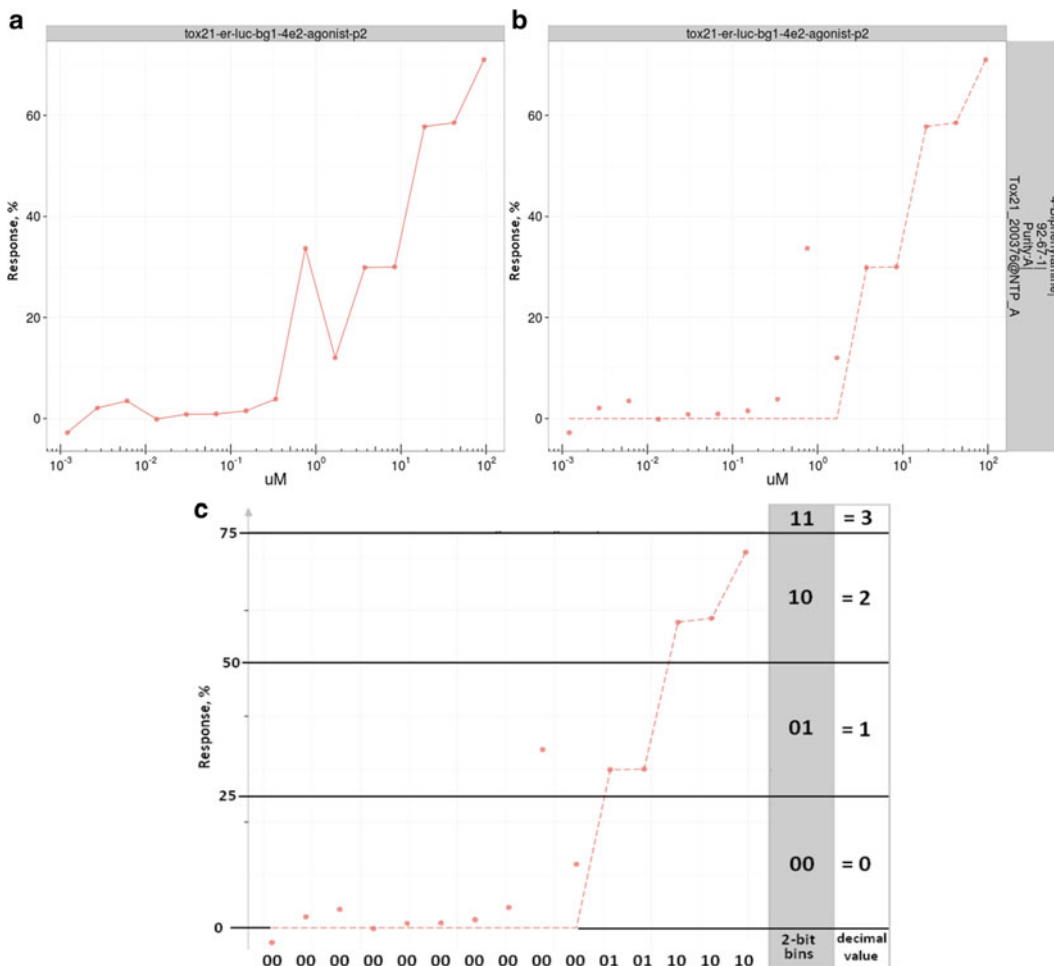 a
b
tox21-er-luc-bg1-4e2-agonist-p2
tox21-er-luc-bg1-4e2-agonist-p2
Response, %
60
40
20
0
10-3
10-2
10-1
100
101
102
uM
Response, %
60
40
20
0
10-3
10-2
10-1
100
101
102
uM
92-67-1|
Purity:A|
Tox21_200376@NTP_A
c
Response, %
75
50
25
0
11 = 3
10 = 2
01 = 1
00 = 0
2-bit bins
decimal value
00 00 00 00 00 00 00 00 00 00 01 01 10 10 10